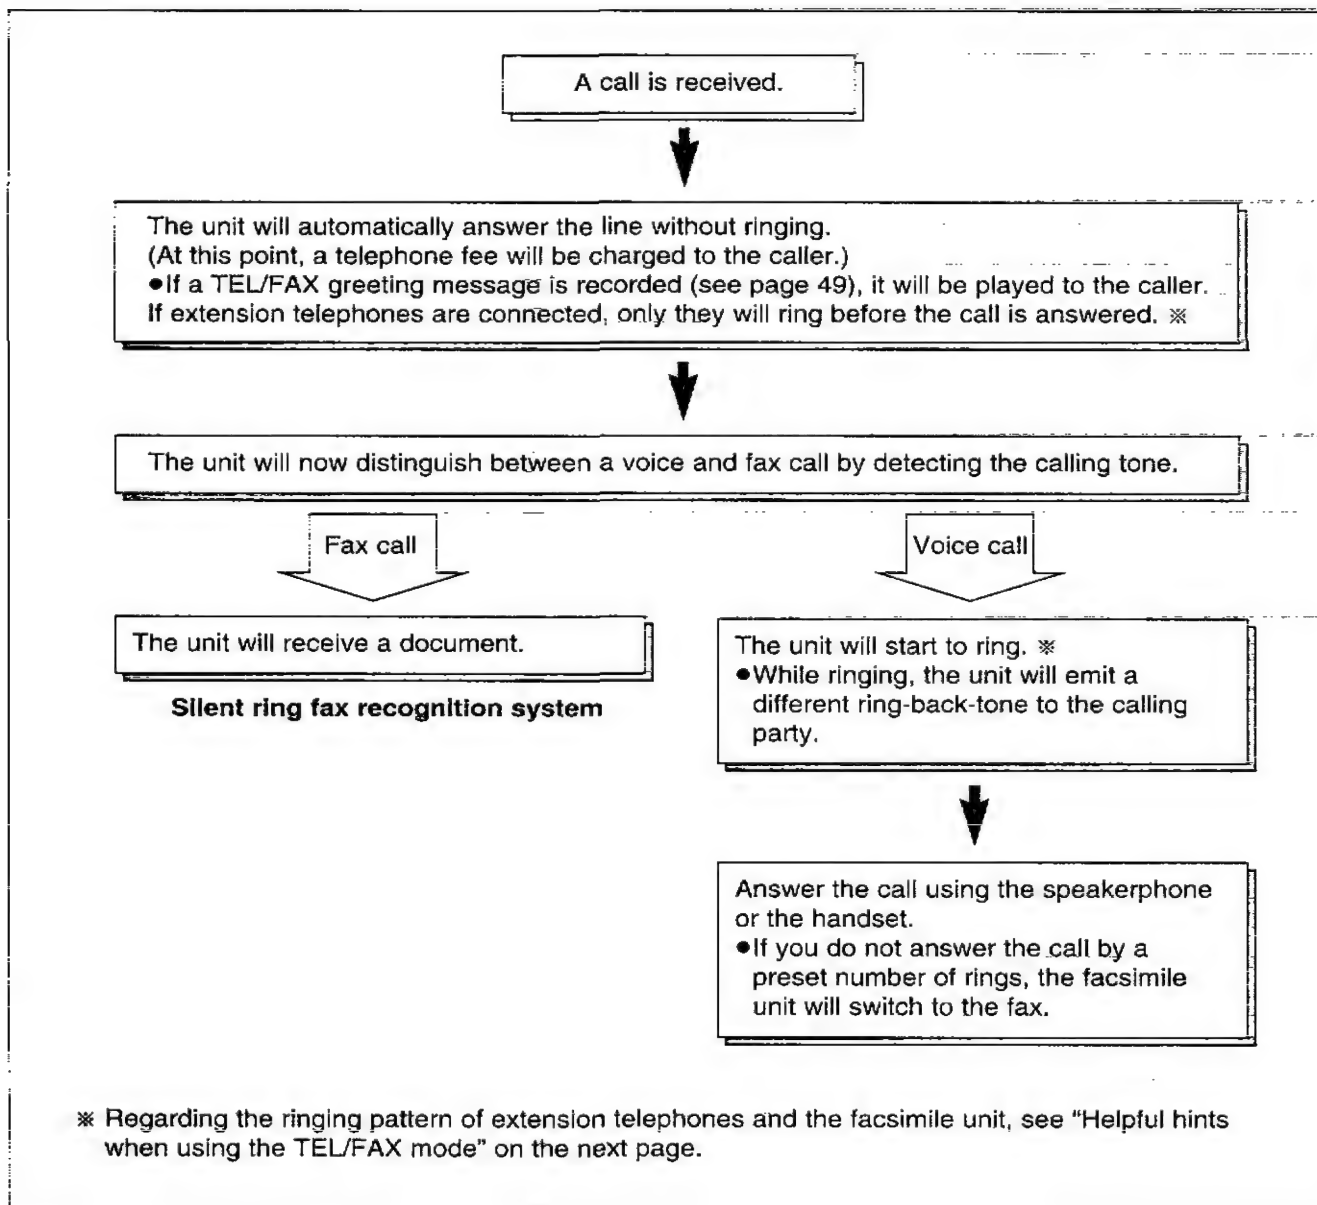 A call is received.
The unit will automatically answer the line without ringing.
(At this point, a telephone fee will be charged to the caller.)
●If a TEL/FAX greeting message is recorded (see page 49), it will be played to the caller.
If extension telephones are connected, only they will ring before the call is answered. ※
The unit will now distinguish between a voice and fax call by detecting the calling tone.
Fax call
The unit will receive a document.
Silent ring fax recognition system
Voice call
The unit will start to ring. ※
●While ringing, the unit will emit a
different ring-back-tone to the calling
party.
Answer the call using the speakerphone
or the handset.
●If you do not answer the call by a
preset number of rings, the facsimile
unit will switch to the fax.
※ Regarding the ringing pattern of extension telephones and the facsimile unit, see “Helpful hints
when using the TEL/FAX mode” on the next page.